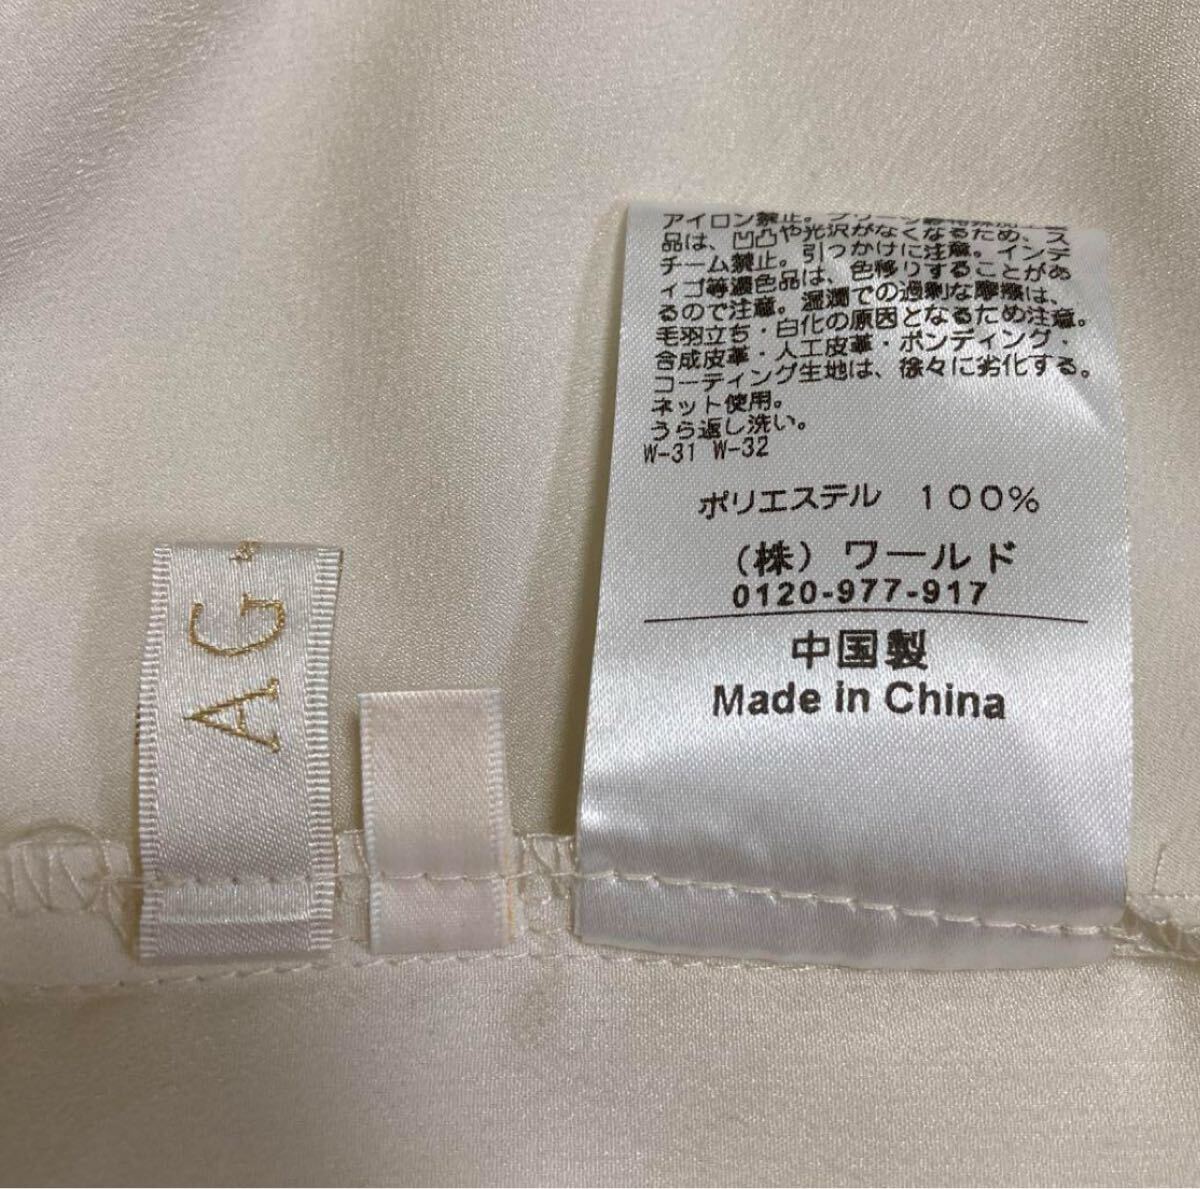 アイロン禁止。プリーツ等特殊加工製
品は、凹凸や光沢がなくなるため、ス
チーム禁止。引っかけに注意。インデ
ィゴ等濃色品は、色移りすることがあ
るので注意。湿潤での過剰な摩擦は、
毛羽立ち・白化の原因となるため注意。
合成皮革・人工皮革・ボンディング・
コーティング生地は、徐々に劣化する。
ネット使用。
うら返し洗い。
W-31 W-32
ポリエステル 100%
(株) ワールド
0120-977-917
中国製
Made in China
AG